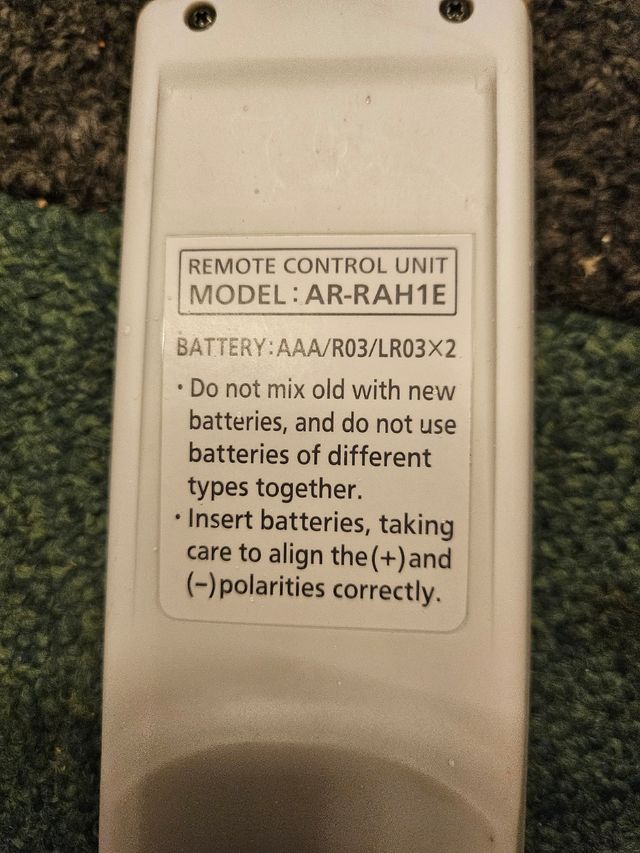 REMOTE CONTROL UNIT
MODEL : AR-RAH1E
BATTERY:AAA/R03/LR03×2
・Do not mix old with new
batteries, and do not use
batteries of different
types together.
・Insert batteries, taking
care to align the(+)and
(−)polarities correctly.